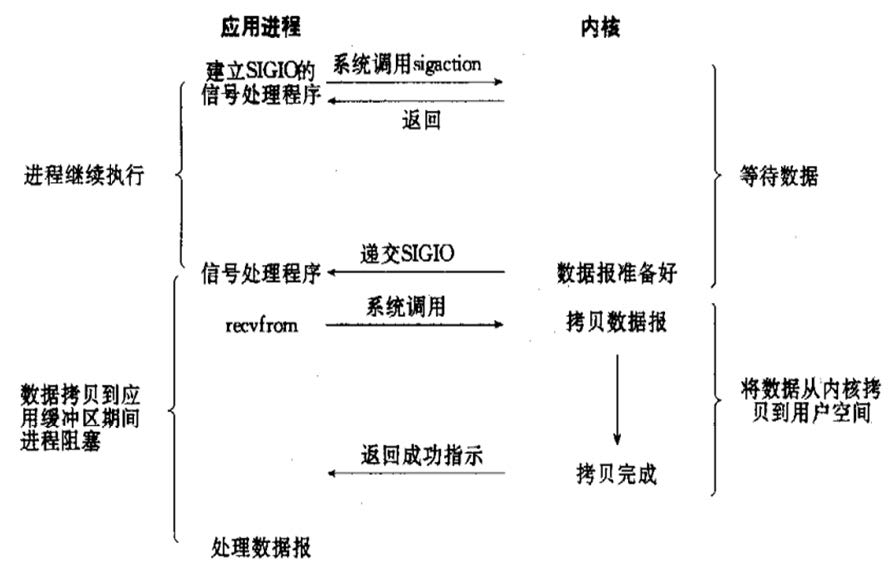 应用进程
内核
建立SIGIO的
信号处理程序
系统调用sigaction
返回
进程继续执行
等待数据
递交SIGIO
信号处理程序
数据报准备好
recvfrom
系统调用
拷贝数据报
数据拷贝到应
用缓冲区期间
进程阻塞
将数据从内核拷
贝到用户空间
返回成功指示
拷贝完成
处理数据报